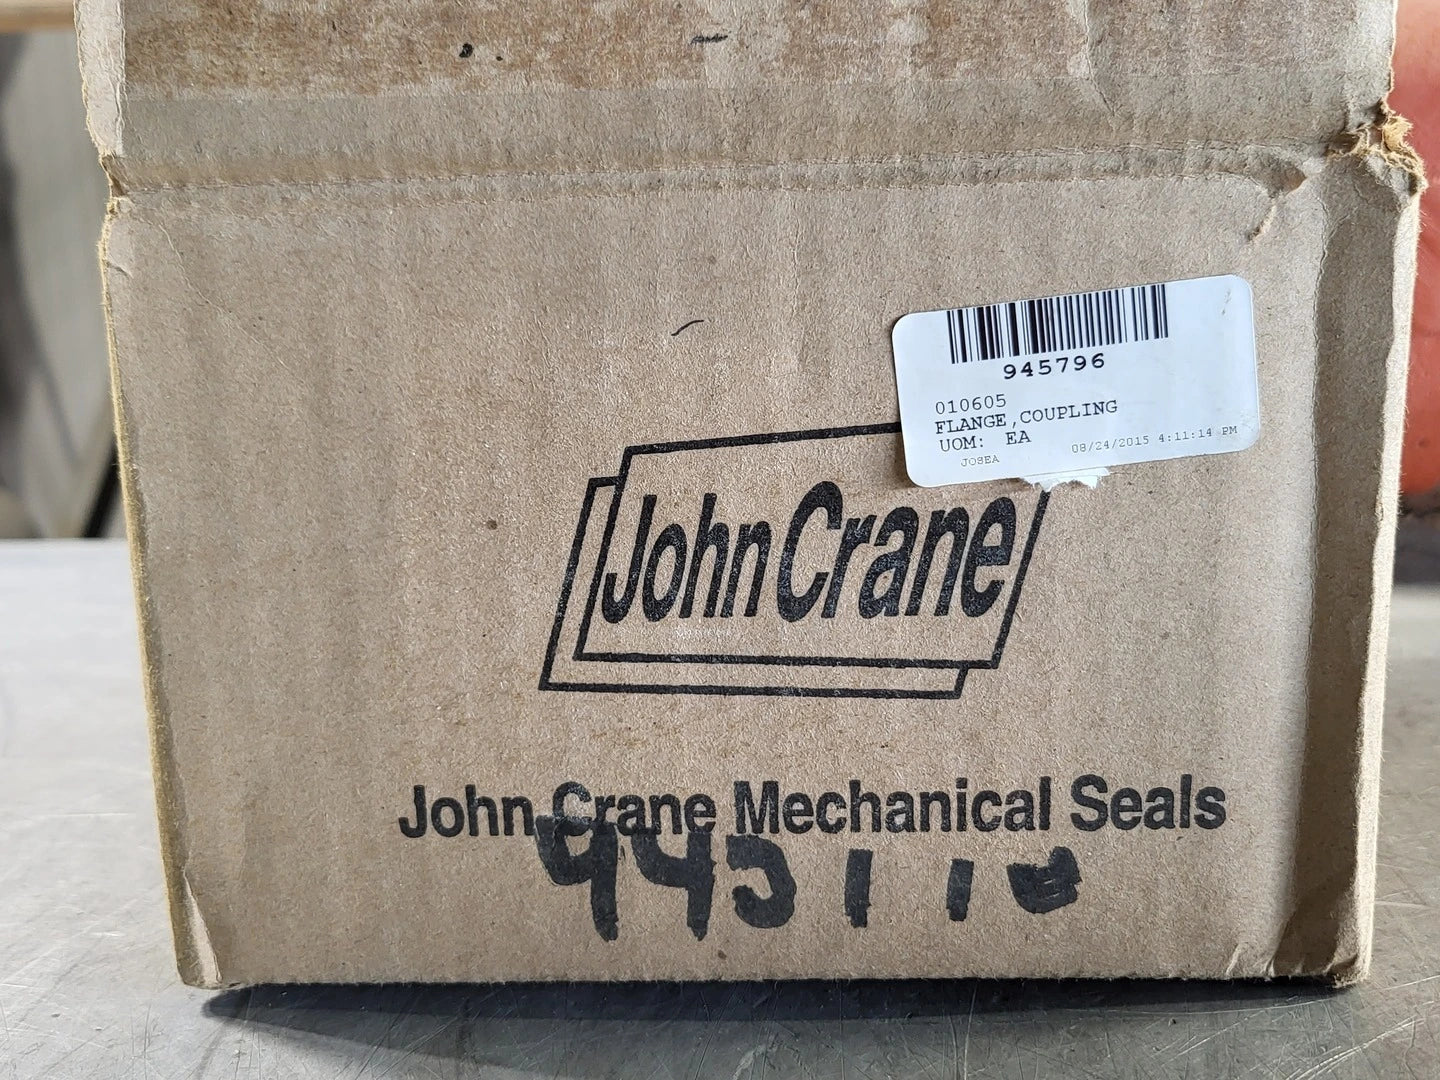 945796
010605
FLANGE,COUPLING
UOM: EA
08/24/2015 4:11:14 PM
JOSEA
John Crane
John Crane Mechanical Seals